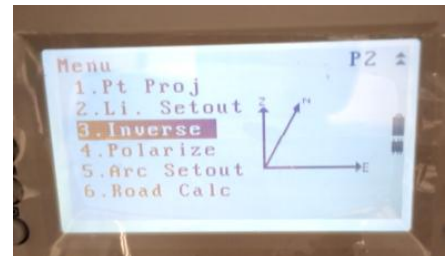 Menu P2
1.Pt Proj
2.Li. Setout
3.Inverse
4.Polarize
5.Arc Setout
6.Road Calc
Z
N
E